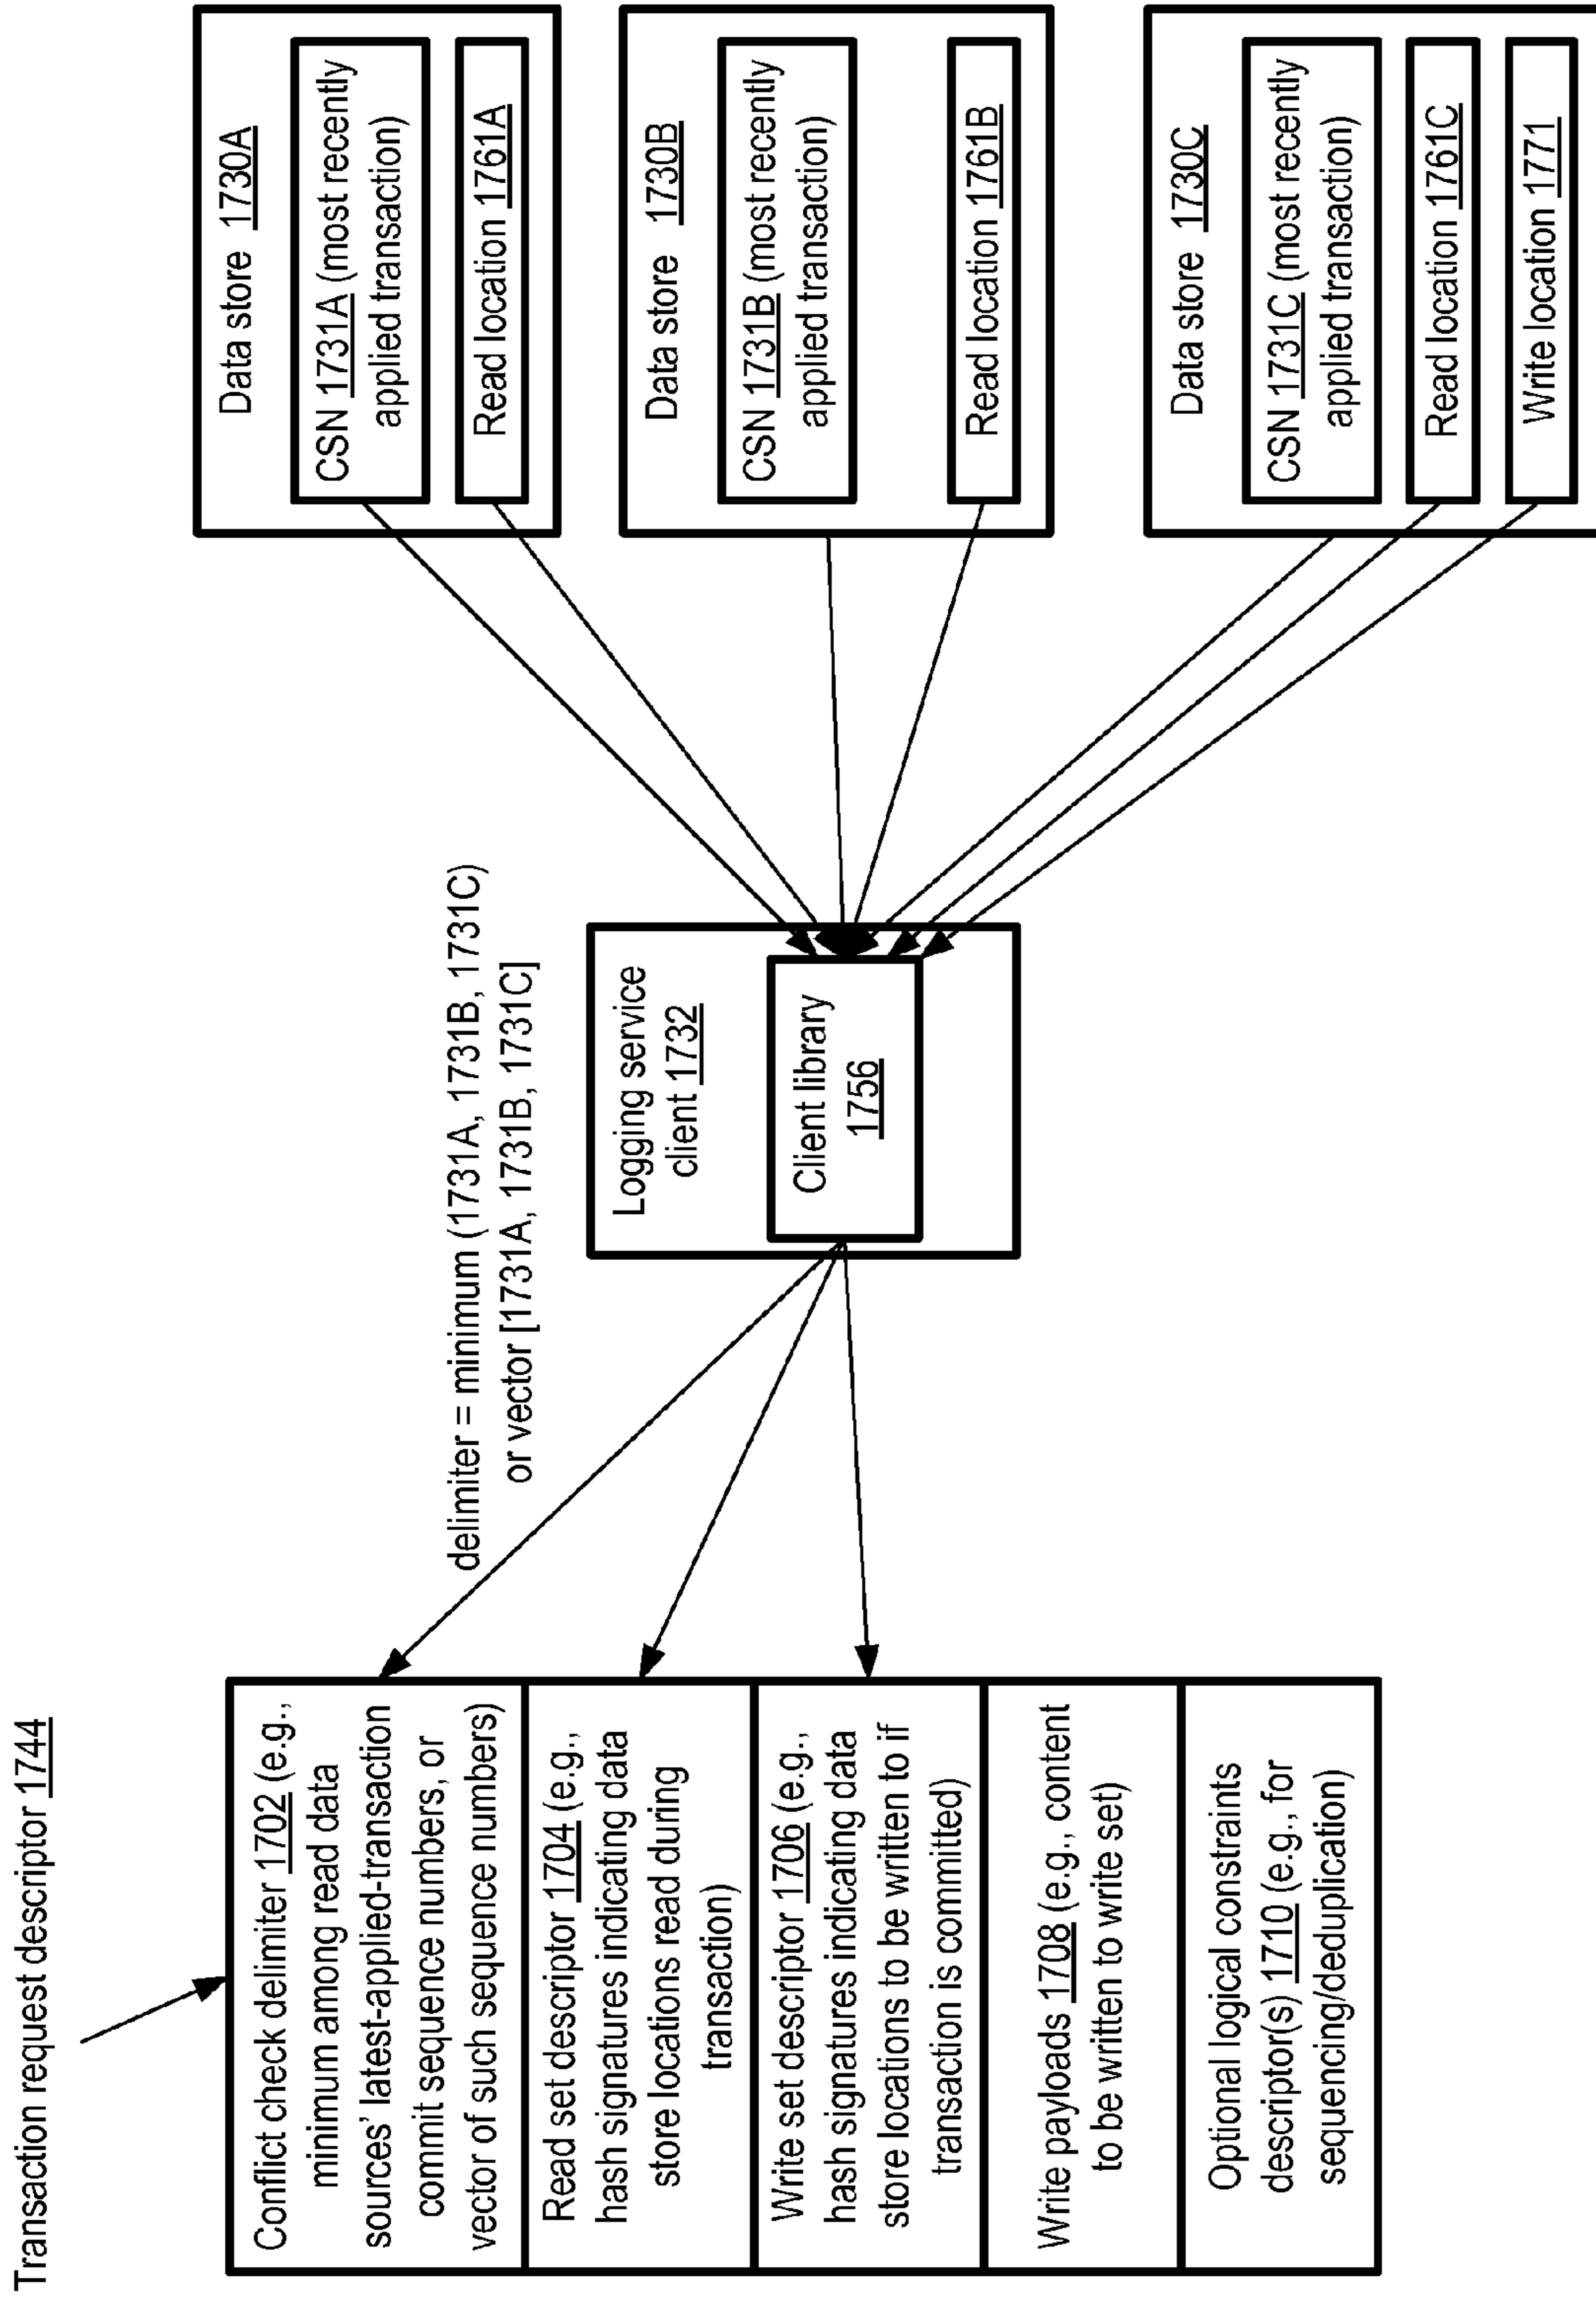 Transaction request descriptor 1744
Conflict check delimiter 1702 (e.g.,
minimum among read data
sources' latest-applied-transaction
commit sequence numbers, or
vector of such sequence numbers)
Read set descriptor 1704 (e.g.,
hash signatures indicating data
store locations read during
transaction)
Write set descriptor 1706 (e.g.,
hash signatures indicating data
store locations to be written to if
transaction is committed)
Write payloads 1708 (e.g., content
to be written to write set)
Optional logical constraints
descriptor(s) 1710 (e.g., for
sequencing/deduplication)
delimiter = minimum (1731A, 1731B, 1731C)
or vector [1731A, 1731B, 1731C]
Logging service
client 1732
Client library
1756
Data store 1730A
CSN 1731A (most recently
applied transaction)
Read location 1761A
Data store 1730B
CSN 1731B (most recently
applied transaction)
Read location 1761B
Data store 1730C
CSN 1731C (most recently
applied transaction)
Read location 1761C
Write location 1771